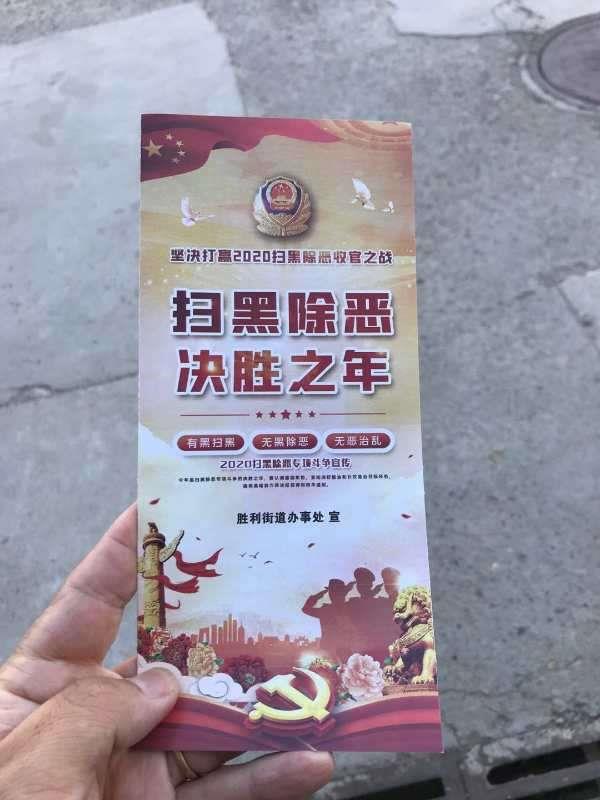 坚决打赢2020扫黑除恶收官之战
扫黑除恶
决胜之年
有黑扫黑 无黑除恶 无恶治乱
2020扫黑除恶专项斗争宣传
胜利街道办事处 宣